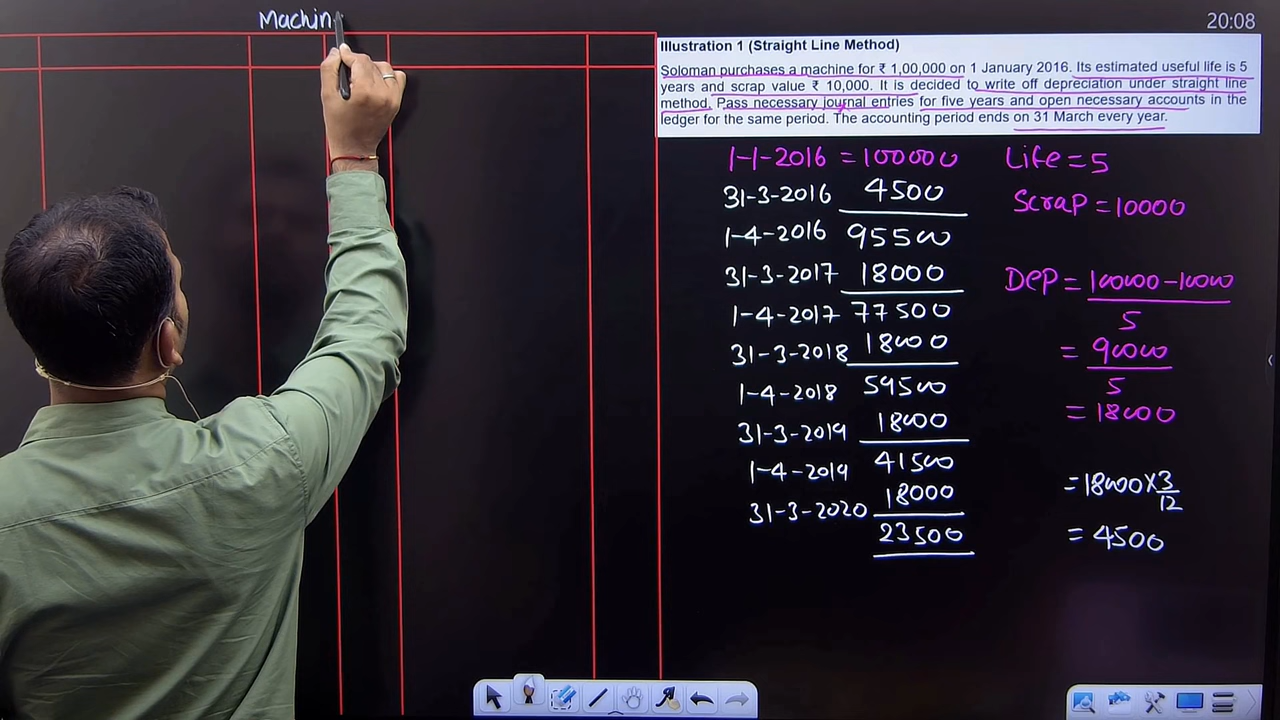 Machin
20:08
Illustration 1 (Straight Line Method)
Soloman purchases a machine for ₹ 1,00,000 on 1 January 2016. Its estimated useful life is 5
years and scrap value ₹ 10,000. It is decided to write off depreciation under straight line
method. Pass necessary journal entries for five years and open necessary accounts in the
ledger for the same period. The accounting period ends on 31 March every year.
1-1-2016 = 100000
31-3-2016 4500
1-4-2016 95500
31-3-2017 18000
1-4-2017 77500
31-3-2018 18000
1-4-2018 59500
31-3-2019 18000
1-4-2019 41500
31-3-2020 18000
23500
Life = 5
Scrap = 10000
Dep = 100000 - 10000
5
= 90000
5
= 18000
= 18000 × 3
12
= 4500